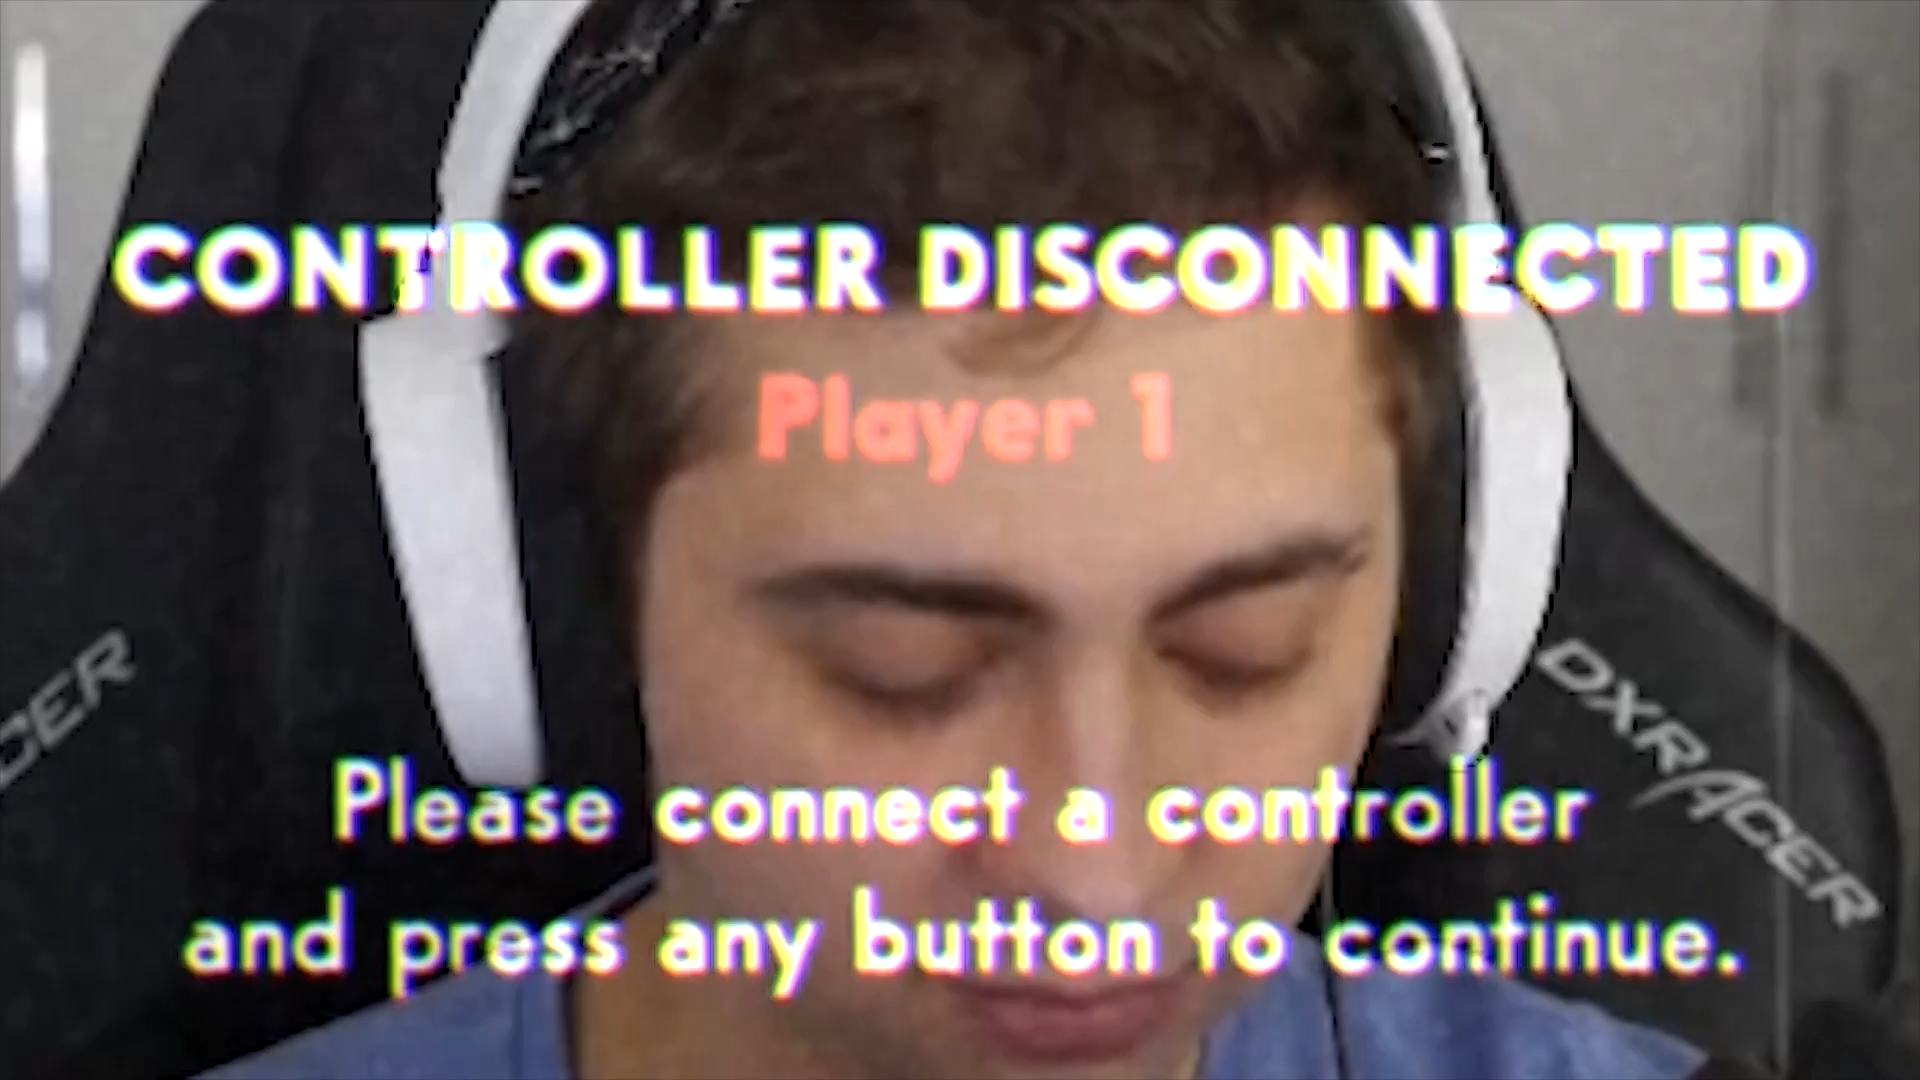 CONTROLLER DISCONNECTED
Player 1
CER
DXRACER
Please connect a controller
and press any button to continue.